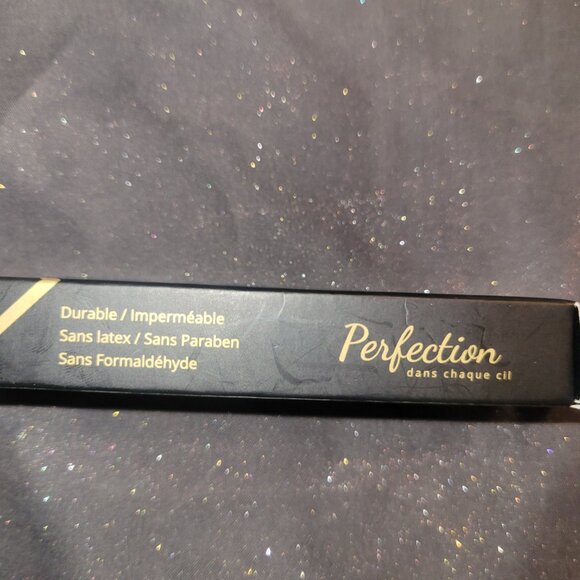 Durable / Imperméable
Sans latex / Sans Paraben
Sans Formaldéhyde
Perfection
dans chaque cil